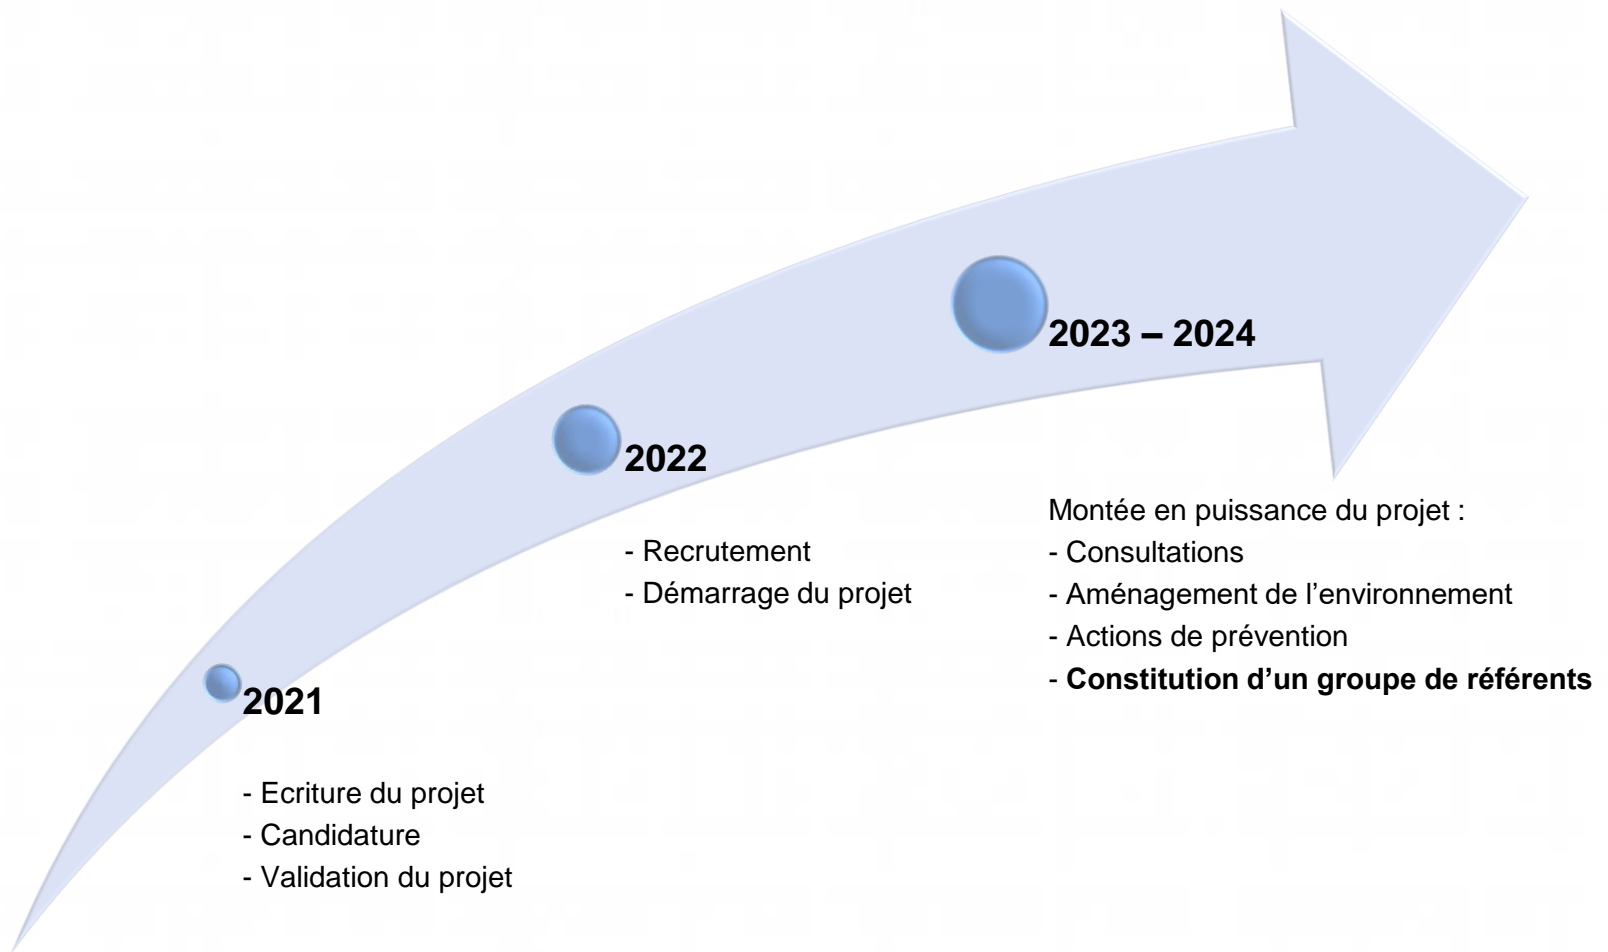 2021
- Ecriture du projet
- Candidature
- Validation du projet
2022
- Recrutement
- Démarrage du projet
2023 – 2024
Montée en puissance du projet :
- Consultations
- Aménagement de l’environnement
- Actions de prévention
- Constitution d’un groupe de référents